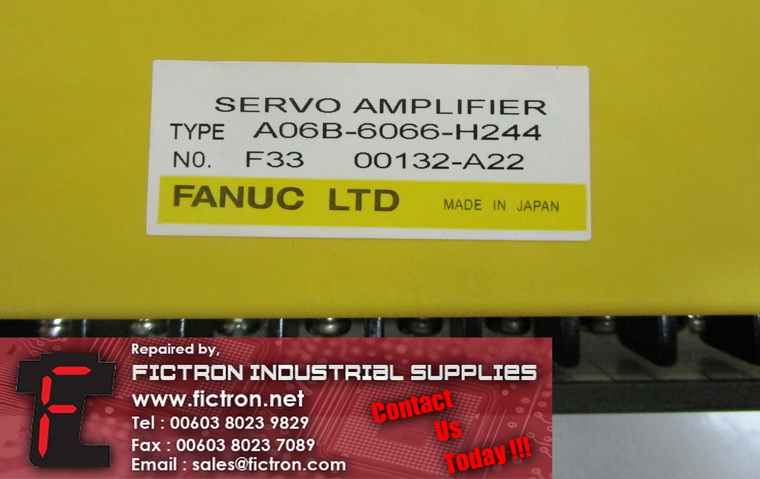 SERVO AMPLIFIER
TYPE A06B-6066-H244
NO. F33 00132-A22
FANUC LTD MADE IN JAPAN
Repaired by,
FICTRON INDUSTRIAL SUPPLIES
www.fictron.net
Tel : 00603 8023 9829
Fax : 00603 8023 7089
Email : sales@fictron.com
Contact
Us
Today !!!